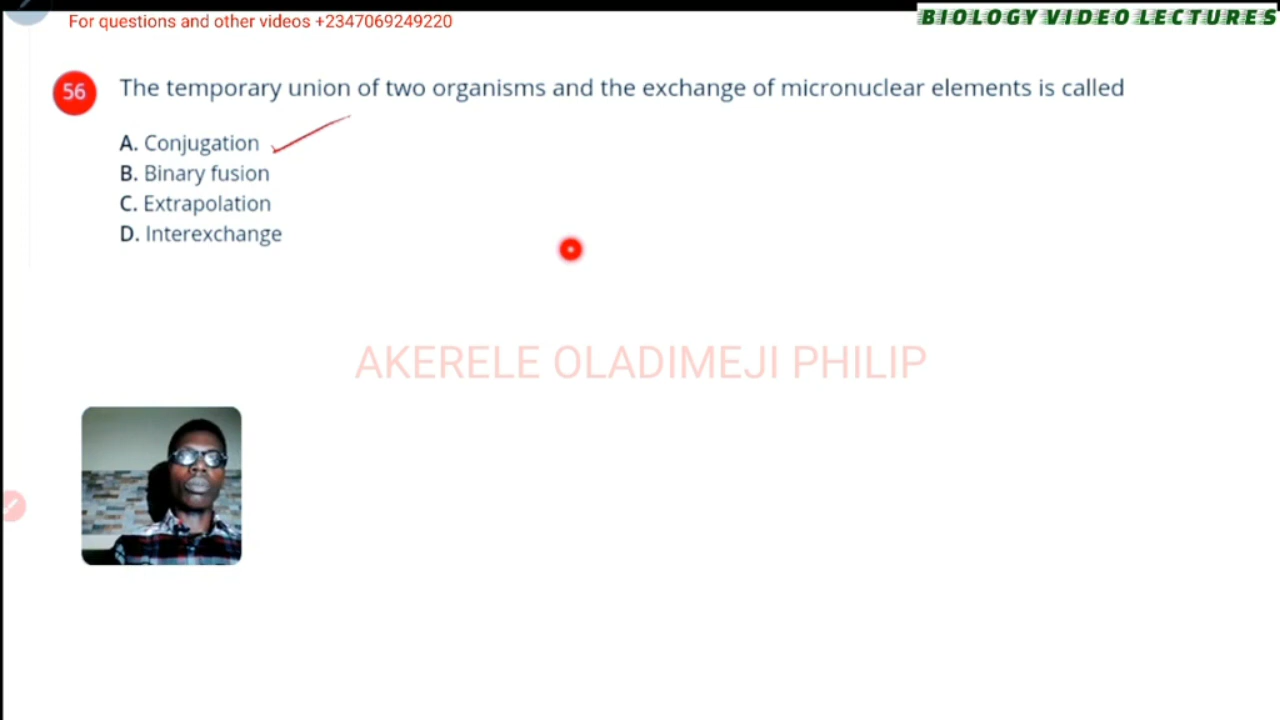 For questions and other videos +2347069249220
BIOLOGY VIDEO LECTURES
56 The temporary union of two organisms and the exchange of micronuclear elements is called
A. Conjugation
B. Binary fusion
C. Extrapolation
D. Interexchange
AKERELE OLADIMEJI PHILIP